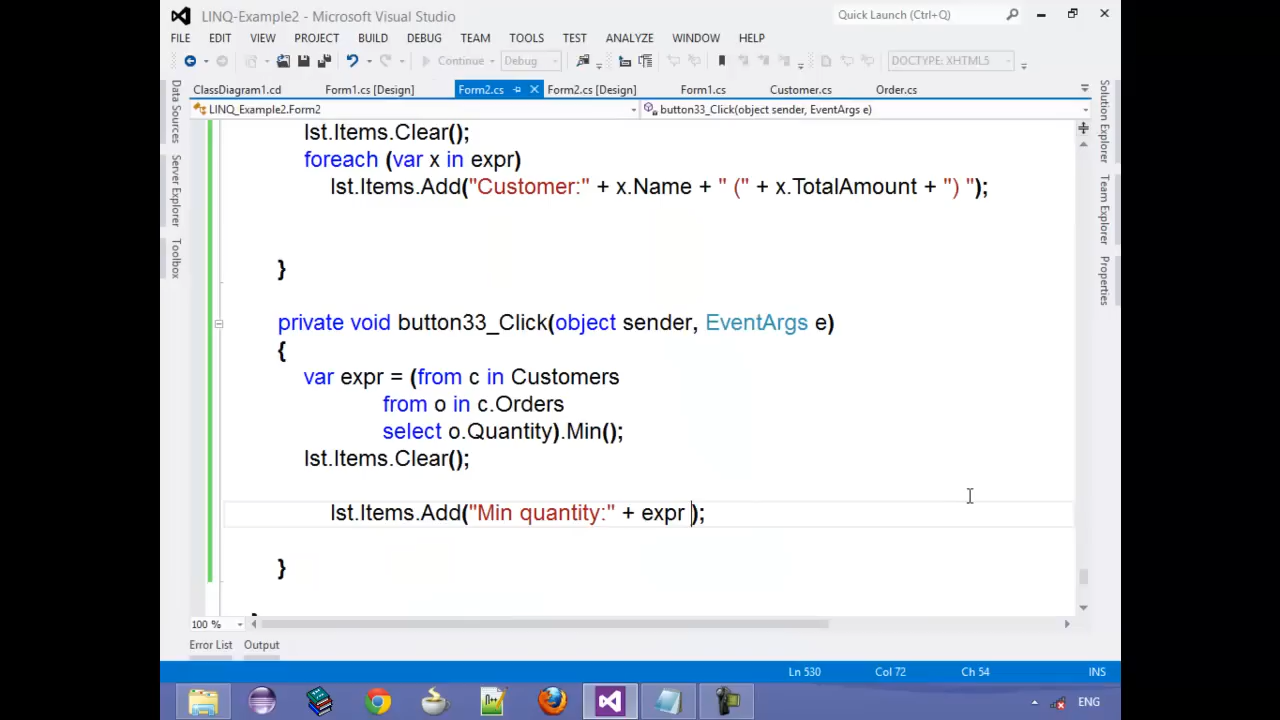 LINQ-Example2 - Microsoft Visual Studio
Quick Launch (Ctrl+Q)
FILE EDIT VIEW PROJECT BUILD DEBUG TEAM TOOLS TEST ANALYZE WINDOW HELP
Continue Debug DOCTYPE: XHTML5
ClassDiagram1.cd Form1.cs [Design] Form2.cs Form2.cs [Design] Form1.cs Customer.cs Order.cs
LINQ_Example2.Form2 button33_Click(object sender, EventArgs e)
Data Sources
Server Explorer
Toolbox
lst.Items.Clear();
foreach (var x in expr)
lst.Items.Add("Customer:" + x.Name + " (" + x.TotalAmount + ") ");
}
private void button33_Click(object sender, EventArgs e)
{
var expr = (from c in Customers
from o in c.Orders
select o.Quantity).Min();
lst.Items.Clear();
lst.Items.Add("Min quantity:" + expr );
}
Solution Explorer
Team Explorer
Properties
100 %
Error List Output
Ln 530 Col 72 Ch 54 INS
ENG